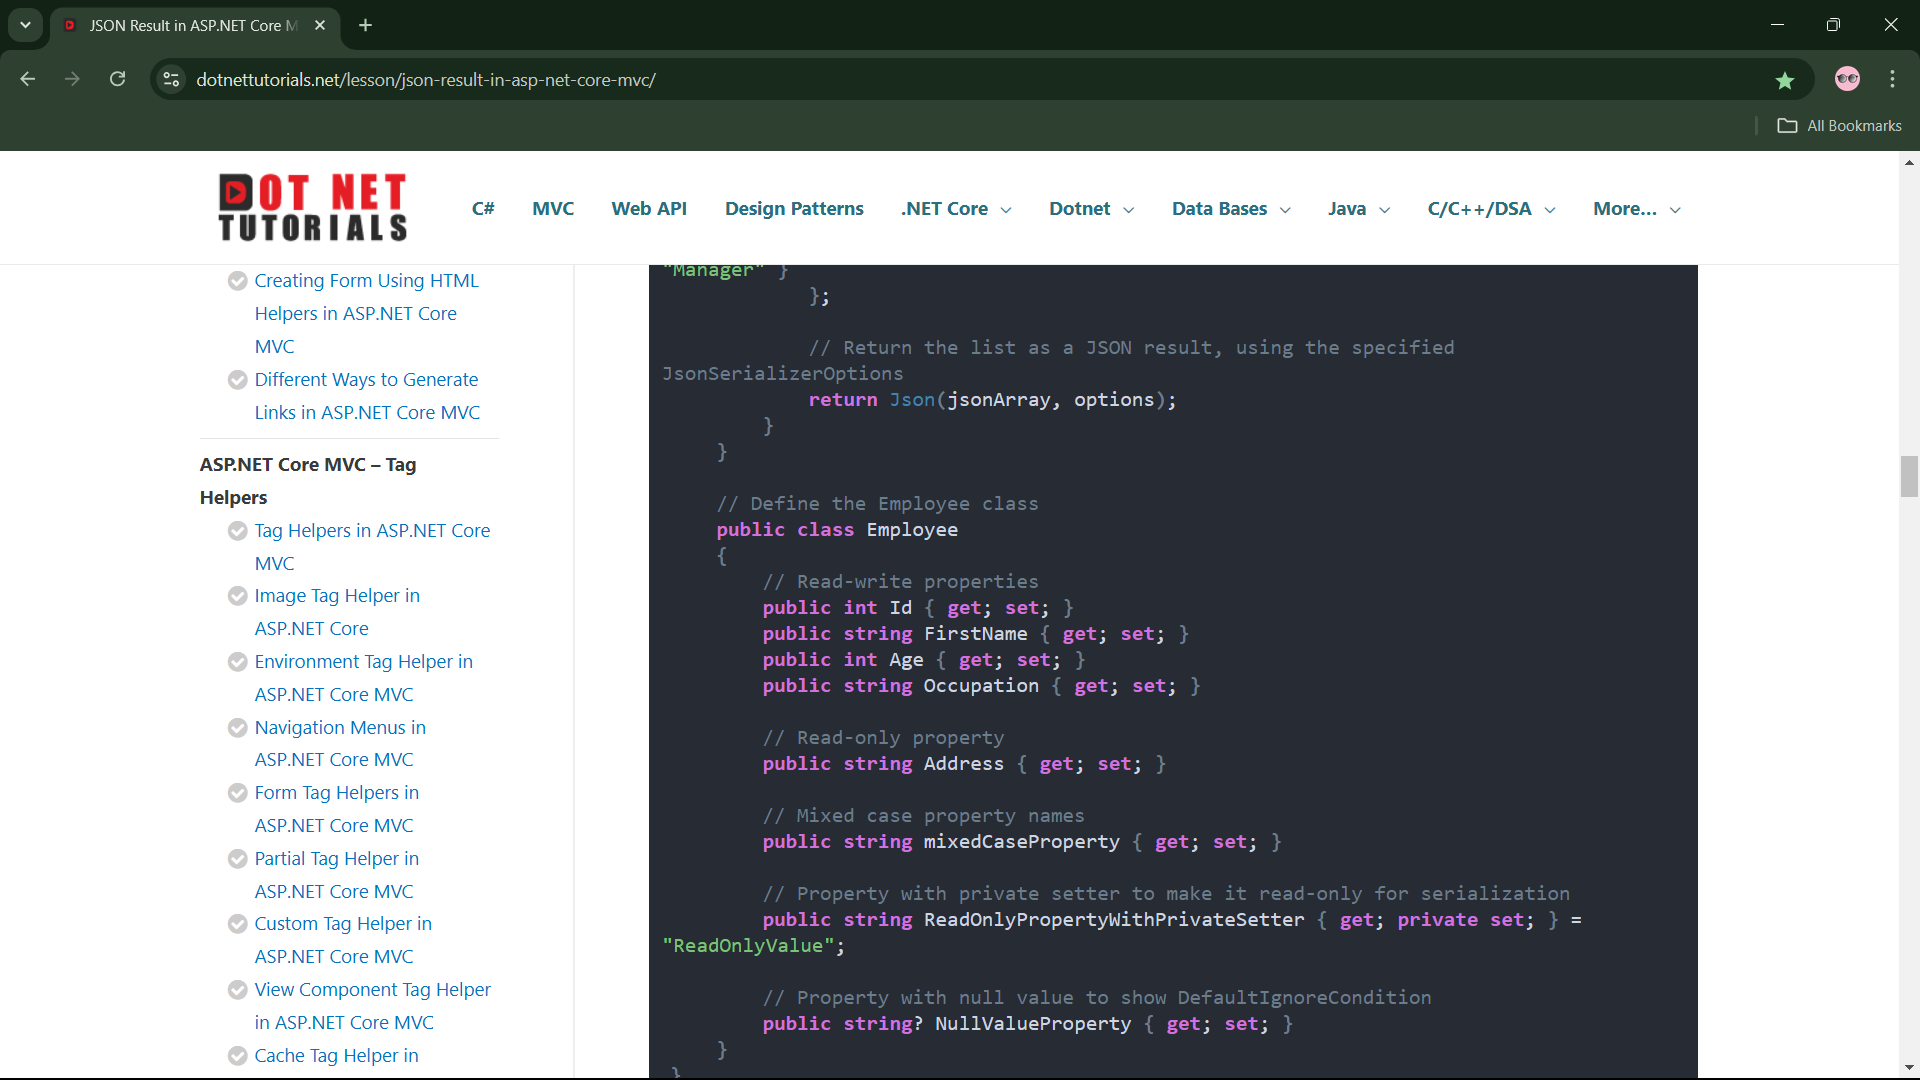 JSON Result in ASP.NET Core M
dotnettutorials.net/lesson/json-result-in-asp-net-core-mvc/
All Bookmarks
DOT NET
TUTORIALS
C# MVC Web API Design Patterns .NET Core Dotnet Data Bases Java C/C++/DSA More...
Creating Form Using HTML
Helpers in ASP.NET Core
MVC
Different Ways to Generate
Links in ASP.NET Core MVC
ASP.NET Core MVC – Tag
Helpers
Tag Helpers in ASP.NET Core
MVC
Image Tag Helper in
ASP.NET Core
Environment Tag Helper in
ASP.NET Core MVC
Navigation Menus in
ASP.NET Core MVC
Form Tag Helpers in
ASP.NET Core MVC
Partial Tag Helper in
ASP.NET Core MVC
Custom Tag Helper in
ASP.NET Core MVC
View Component Tag Helper
in ASP.NET Core MVC
Cache Tag Helper in
"Manager" }
};
// Return the list as a JSON result, using the specified
JsonSerializerOptions
return Json(jsonArray, options);
}
}
// Define the Employee class
public class Employee
{
// Read-write properties
public int Id { get; set; }
public string FirstName { get; set; }
public int Age { get; set; }
public string Occupation { get; set; }
// Read-only property
public string Address { get; set; }
// Mixed case property names
public string mixedCaseProperty { get; set; }
// Property with private setter to make it read-only for serialization
public string ReadOnlyPropertyWithPrivateSetter { get; private set; } =
"ReadOnlyValue";
// Property with null value to show DefaultIgnoreCondition
public string? NullValueProperty { get; set; }
}
}